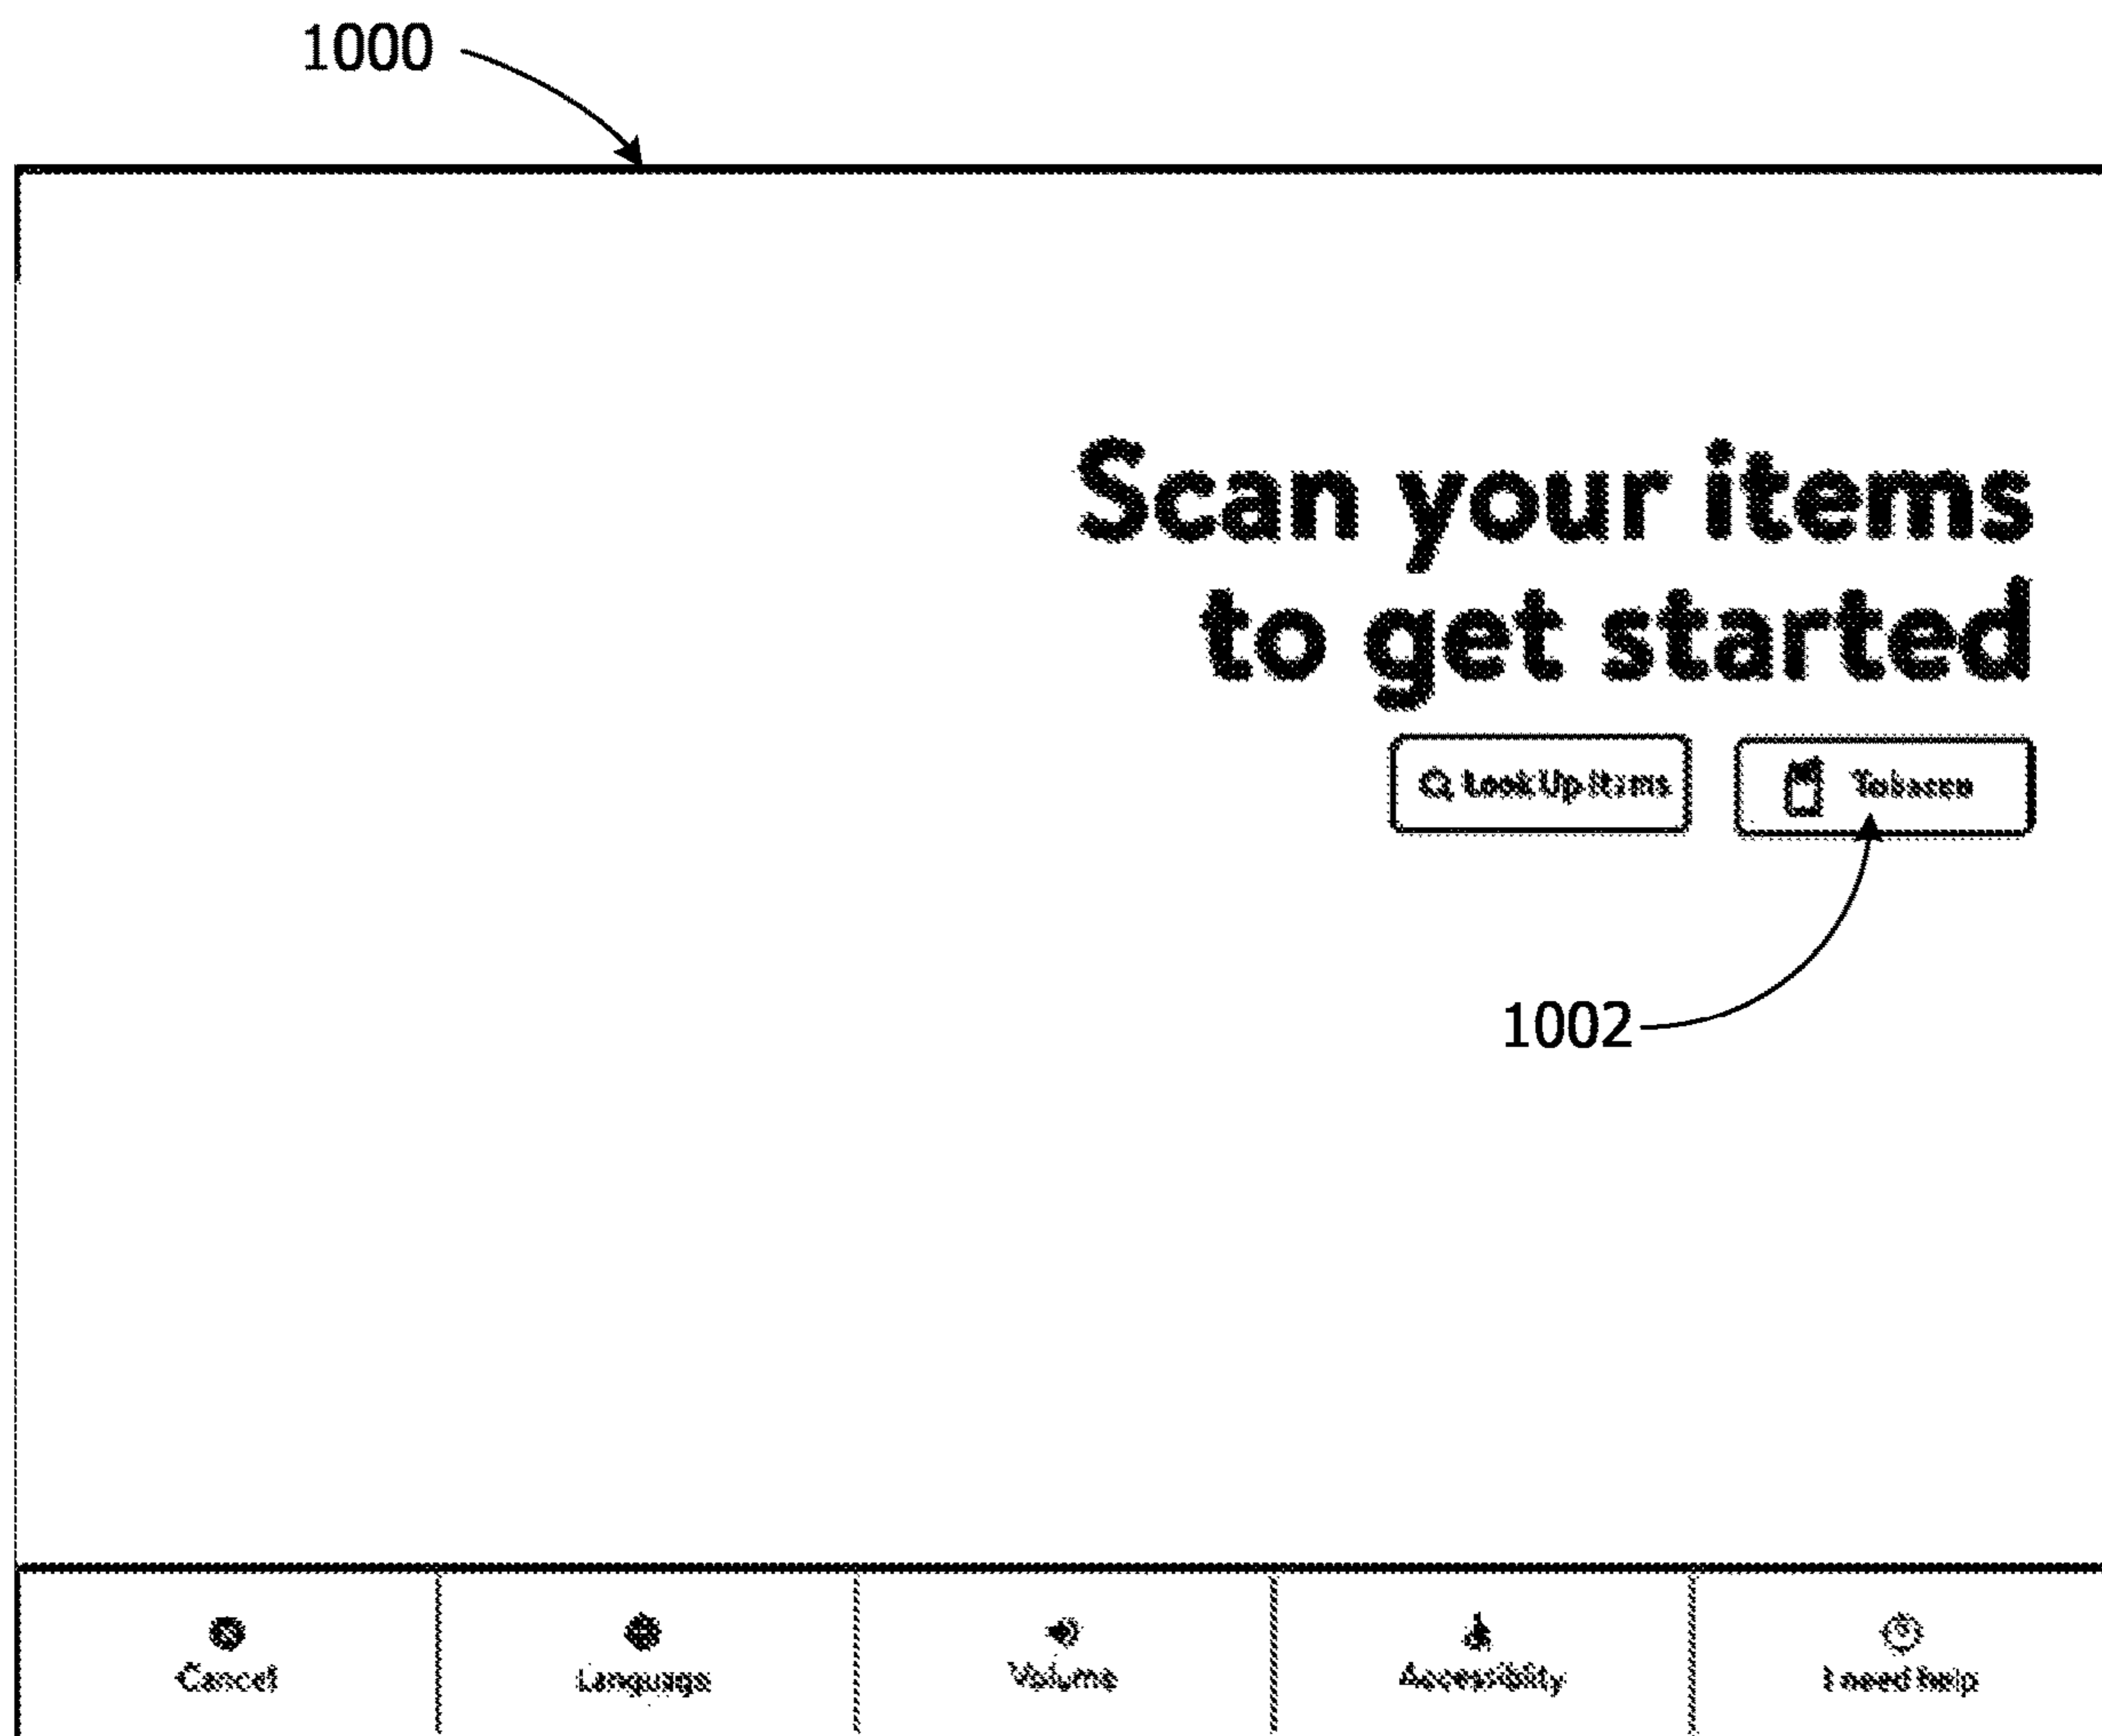 1000
Scan your items
to get started
Look Up Items
Tobacco
1002
Cancel
Language
Volume
Accessibility
I need help